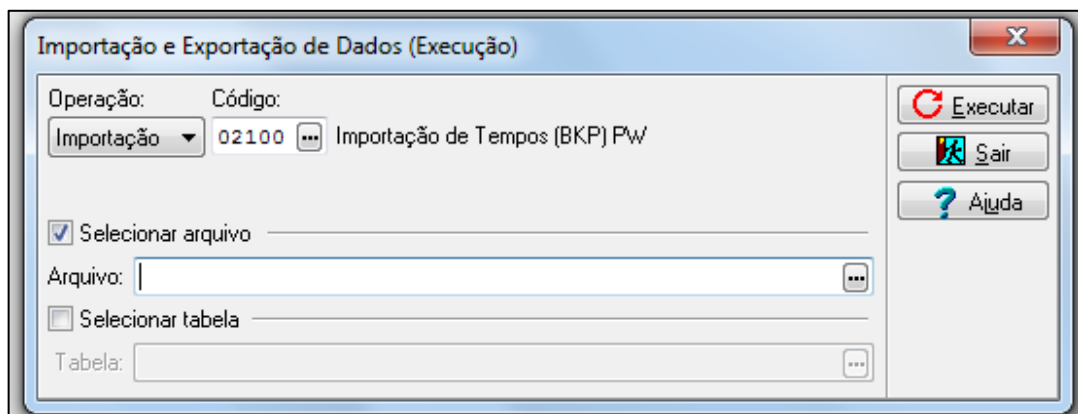 Importação e Exportação de Dados (Execução)
Operação: Código:
Importação 02100 ... Importação de Tempos (BKP) PW
Executar
Sair
Ajuda
Selecionar arquivo
Arquivo: ...
Selecionar tabela
Tabela: ...